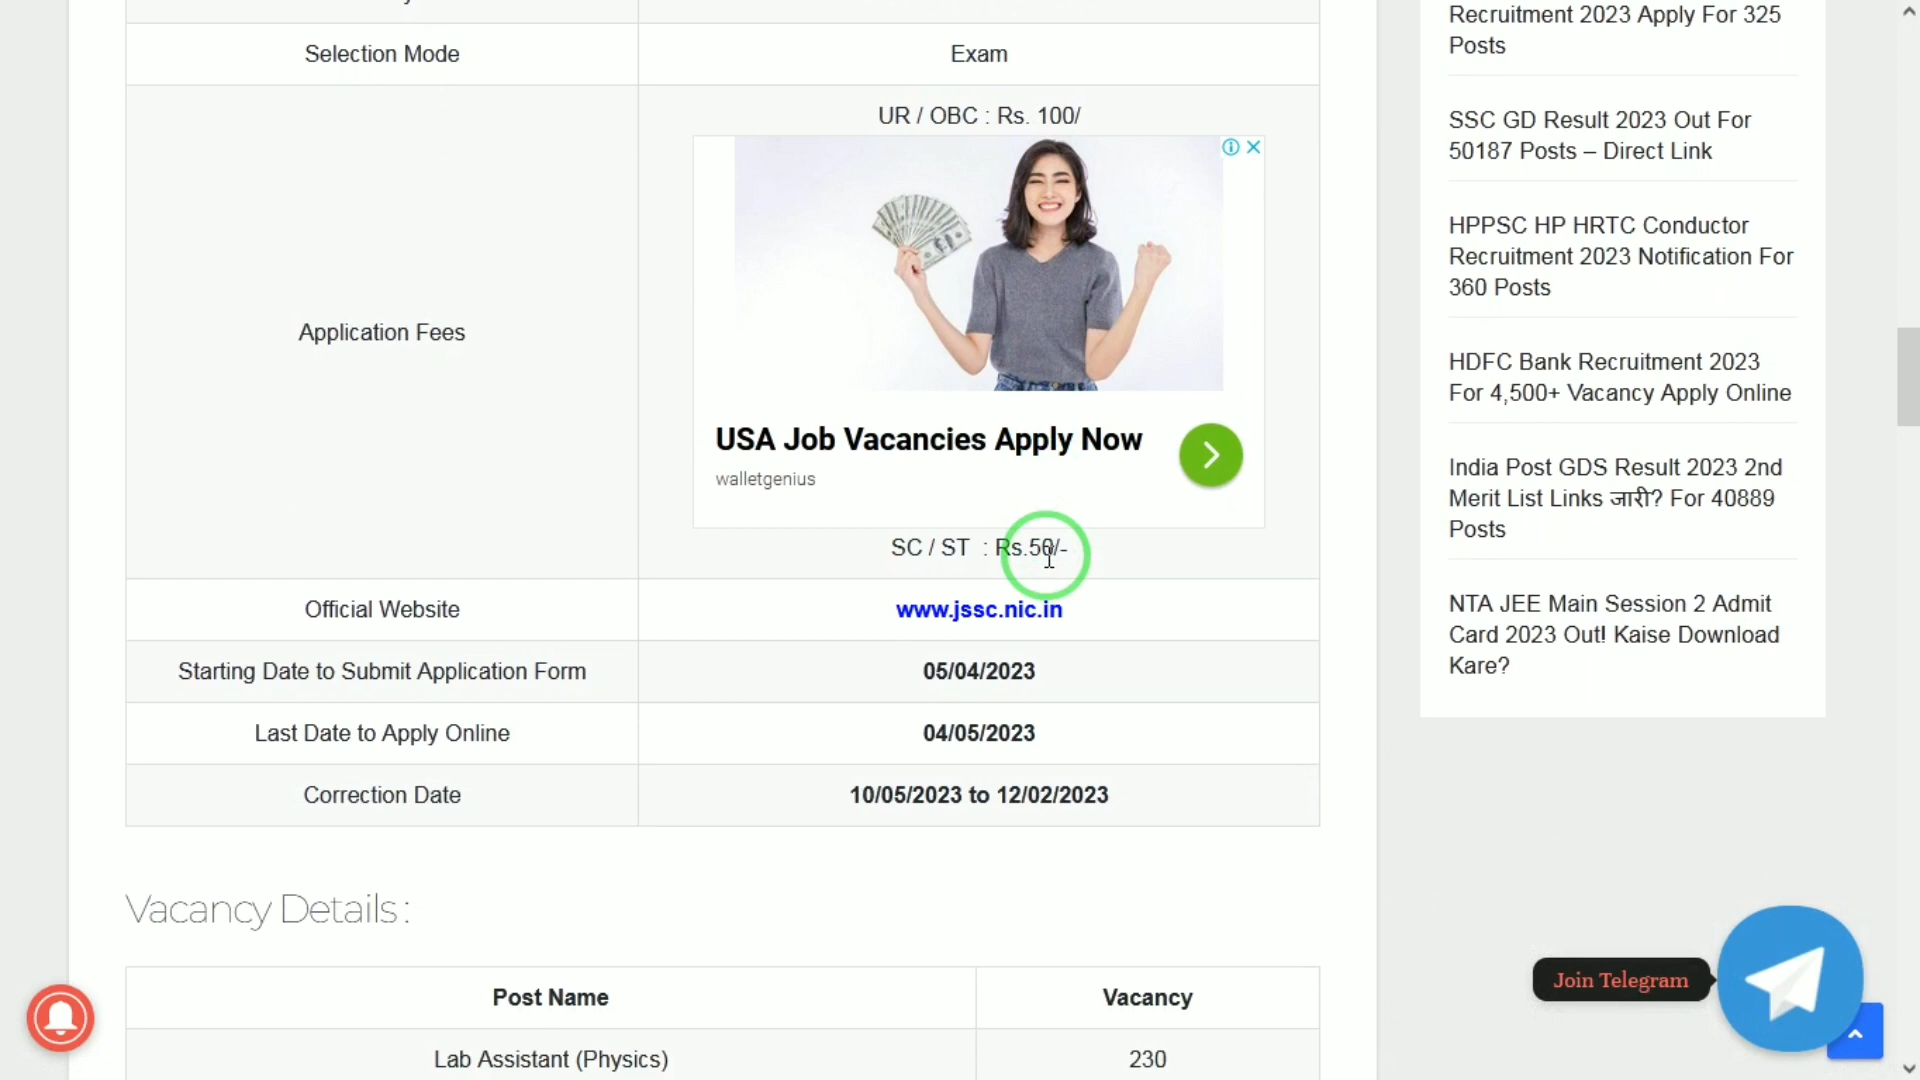 Selection Mode
Exam
Application Fees
UR / OBC : Rs. 100/
USA Job Vacancies Apply Now
walletgenius
SC / ST : Rs.50/-
Official Website
www.jssc.nic.in
Starting Date to Submit Application Form
05/04/2023
Last Date to Apply Online
04/05/2023
Correction Date
10/05/2023 to 12/02/2023
Vacancy Details :
Post Name
Vacancy
Lab Assistant (Physics)
230
Recruitment 2023 Apply For 325
Posts
SSC GD Result 2023 Out For
50187 Posts – Direct Link
HPPSC HP HRTC Conductor
Recruitment 2023 Notification For
360 Posts
HDFC Bank Recruitment 2023
For 4,500+ Vacancy Apply Online
India Post GDS Result 2023 2nd
Merit List Links जारी? For 40889
Posts
NTA JEE Main Session 2 Admit
Card 2023 Out! Kaise Download
Kare?
Join Telegram